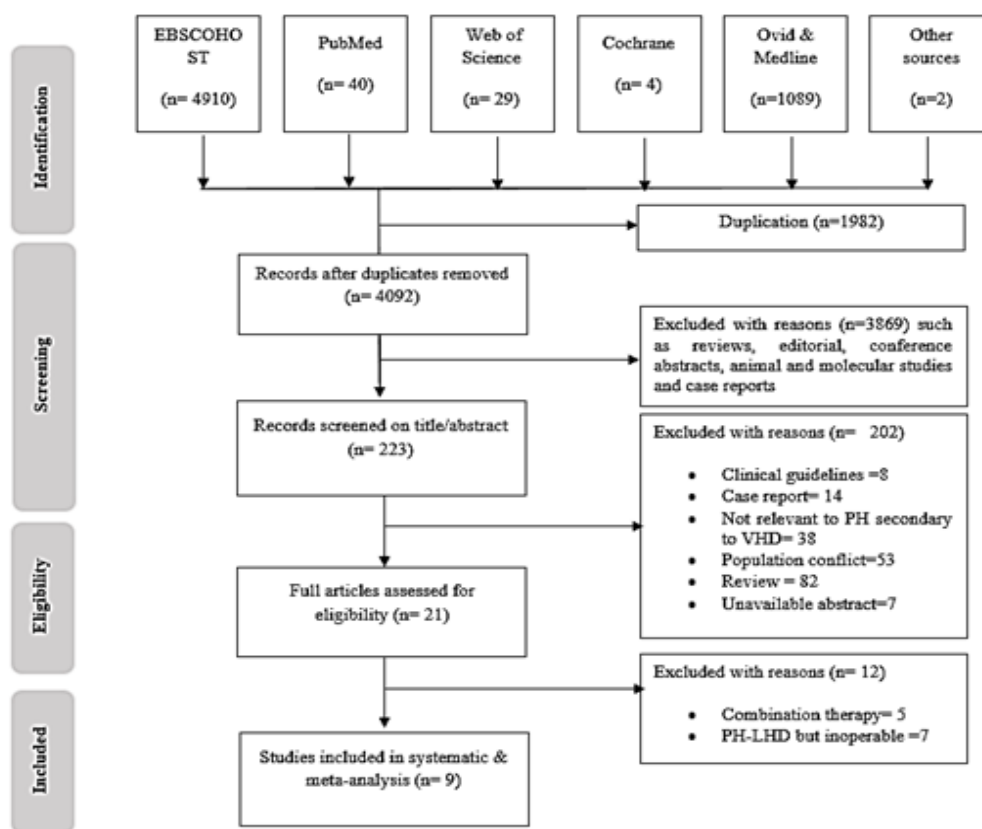 EBSCOHO
ST
(n= 4910)
PubMed
(n= 40)
Web of
Science
(n= 29)
Cochrane
(n= 4)
Ovid &
Medline
(n=1089)
Other
sources
(n=2)
Identification
Duplication (n=1982)
Screening
Records after duplicates removed
(n= 4092)
Excluded with reasons (n=3869) such
as reviews, editorial, conference
abstracts, animal and molecular studies
and case reports
Records screened on title/abstract
(n= 223)
Excluded with reasons (n= 202)
• Clinical guidelines =8
• Case report= 14
• Not relevant to PH secondary
to VHD= 38
• Population conflict=53
• Review = 82
• Unavailable abstract=7
Eligibility
Full articles assessed for
eligibility (n= 21)
Excluded with reasons (n= 12)
• Combination therapy= 5
• PH-LHD but inoperable =7
Included
Studies included in systematic &
meta-analysis (n= 9)